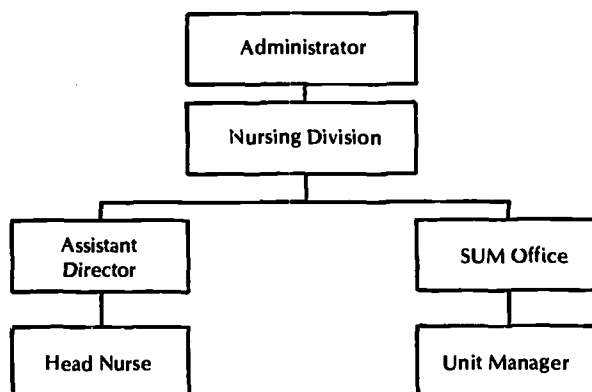 Administrator
Nursing Division
Assistant
Director
SUM Office
Head Nurse
Unit Manager